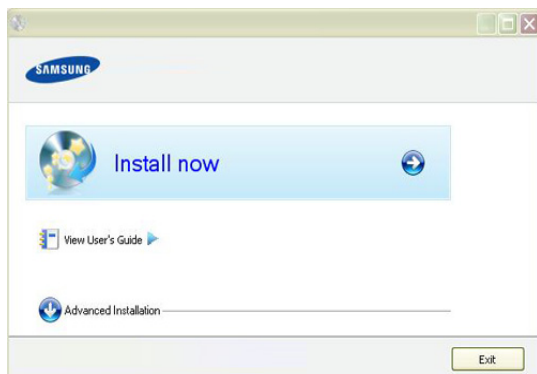 SAMSUNG
Install now
View User's Guide
Advanced Installation
Exit